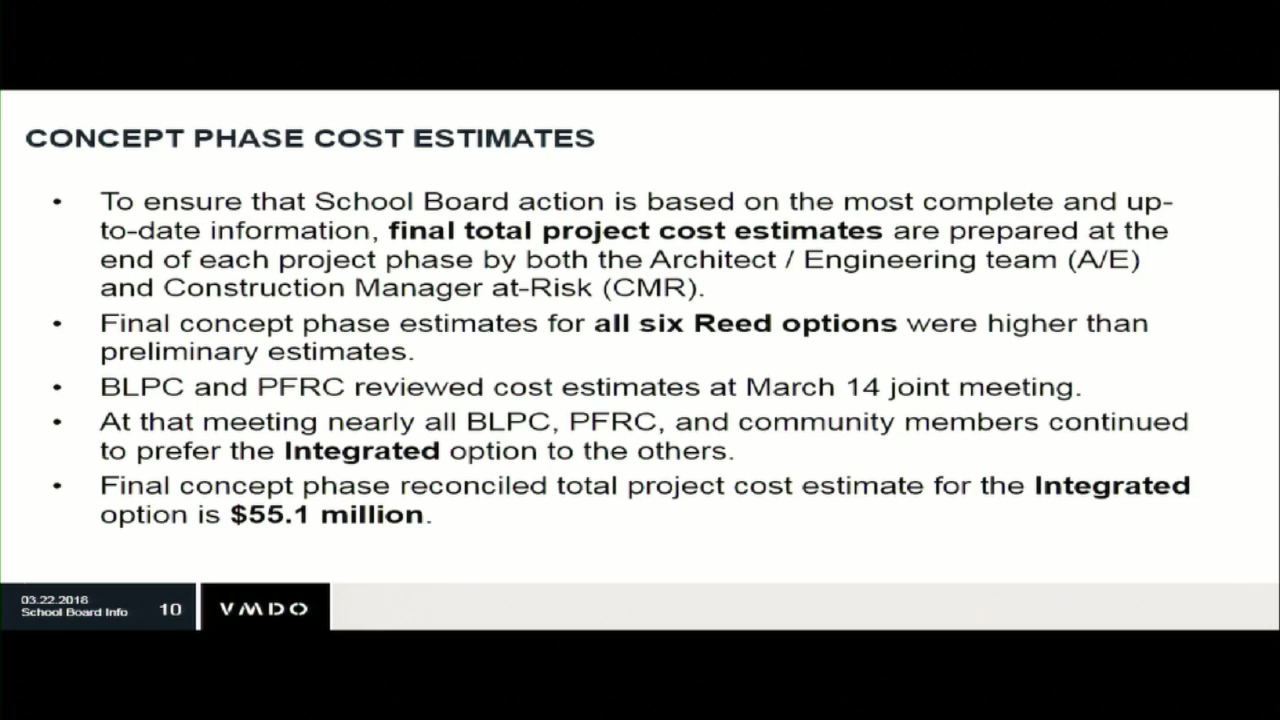 CONCEPT PHASE COST ESTIMATES
• To ensure that School Board action is based on the most complete and up-
to-date information, final total project cost estimates are prepared at the
end of each project phase by both the Architect / Engineering team (A/E)
and Construction Manager at-Risk (CMR).
• Final concept phase estimates for all six Reed options were higher than
preliminary estimates.
• BLPC and PFRC reviewed cost estimates at March 14 joint meeting.
• At that meeting nearly all BLPC, PFRC, and community members continued
to prefer the Integrated option to the others.
• Final concept phase reconciled total project cost estimate for the Integrated
option is $55.1 million.
03.22.2018
School Board Info 10
VMDO